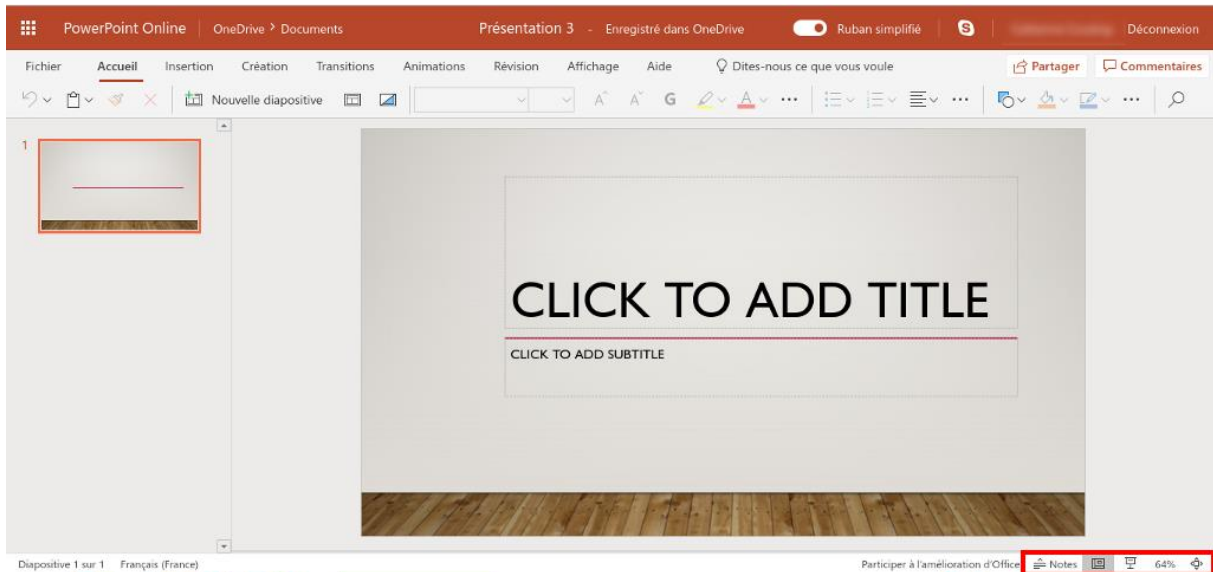 PowerPoint Online OneDrive > Documents Présentation 3 - Enregistré dans OneDrive Ruban simplifié Déconnexion
Fichier Accueil Insertion Création Transitions Animations Révision Affichage Aide Dites-nous ce que vous voule Partager Commentaires
Nouvelle diapositive A A G A
1
CLICK TO ADD TITLE
CLICK TO ADD SUBTITLE
Diapositive 1 sur 1 Français (France) Participer à l'amélioration d'Office Notes 64%